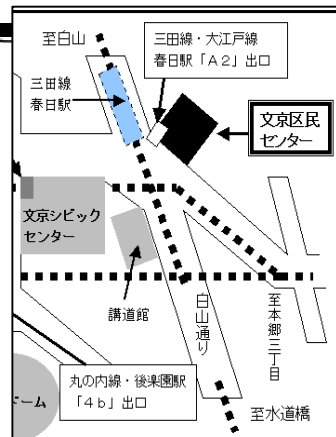 至白山
三田線・大江戸線
春日駅「A2」出口
三田線
春日駅
文京区民
センター
文京シビック
センター
講道館
白山通り
至本郷三丁目
丸の内線・後楽園駅
「4b」出口
ドーム
至水道橋